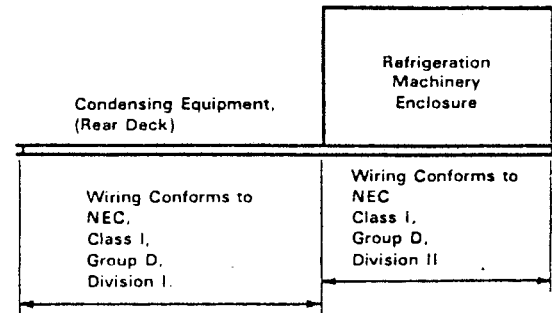 Refrigeration
Machinery
Enclosure
Condensing Equipment,
(Rear Deck)
Wiring Conforms to
NEC,
Class I,
Group D,
Division I.
Wiring Conforms to
NEC
Class I,
Group D,
Division II